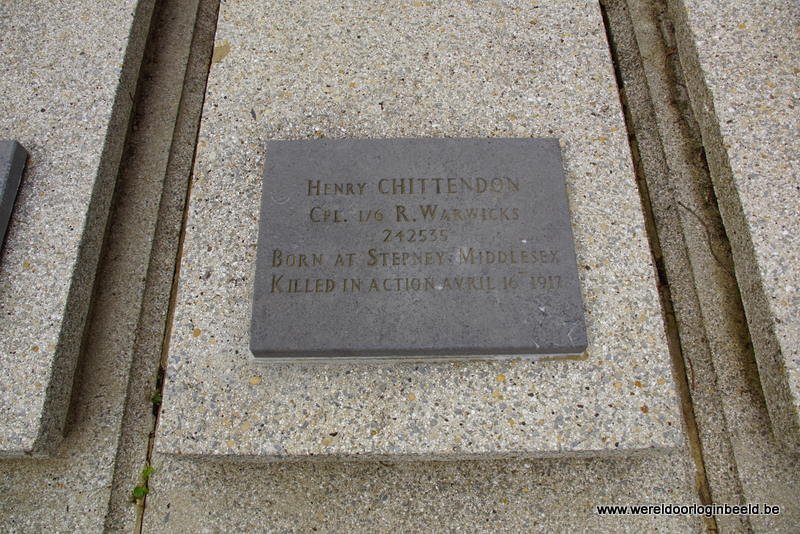 Henry CHITTENDON
Cpl. 1/6 R.Warwicks
242535
Born at Stepney-Middlesex
Killed in action avril 16 1917
www.wereldoorloginbeeld.be